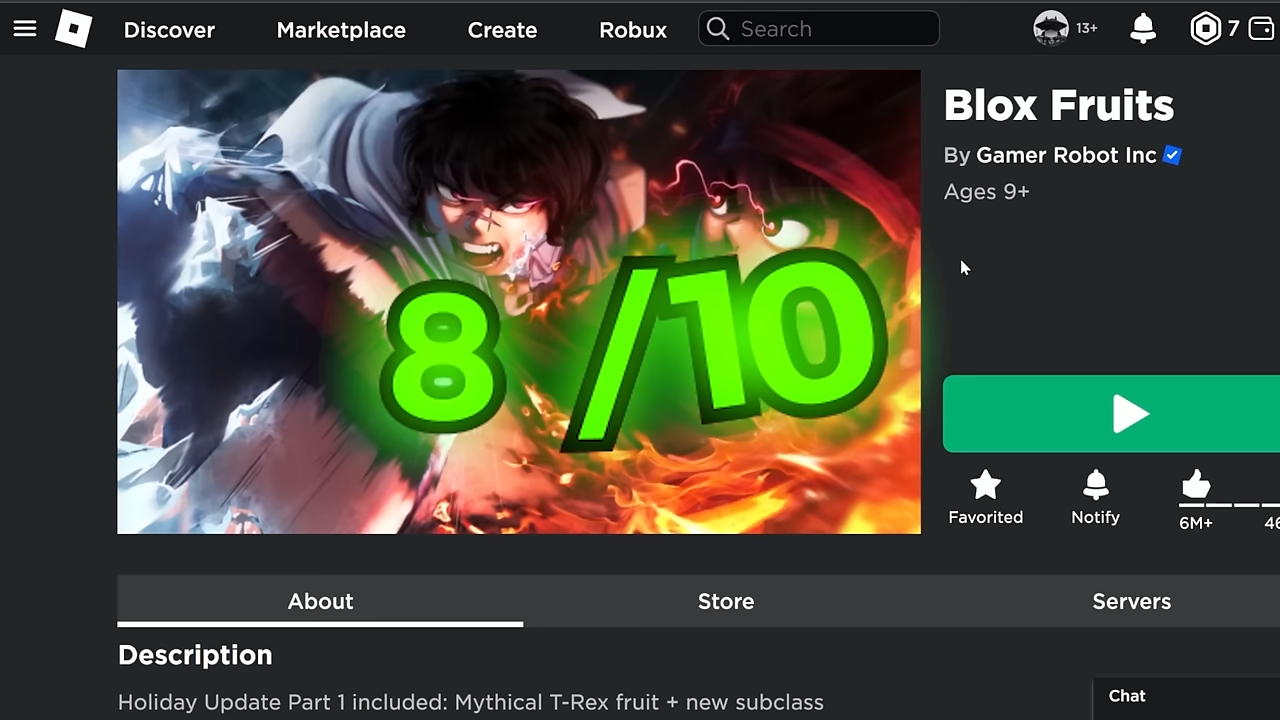 Discover Marketplace Create Robux Search 13+ 7
Blox Fruits
By Gamer Robot Inc
Ages 9+
8 /10
Favorited Notify 6M+
About Store Servers
Description
Holiday Update Part 1 included: Mythical T-Rex fruit + new subclass
Chat